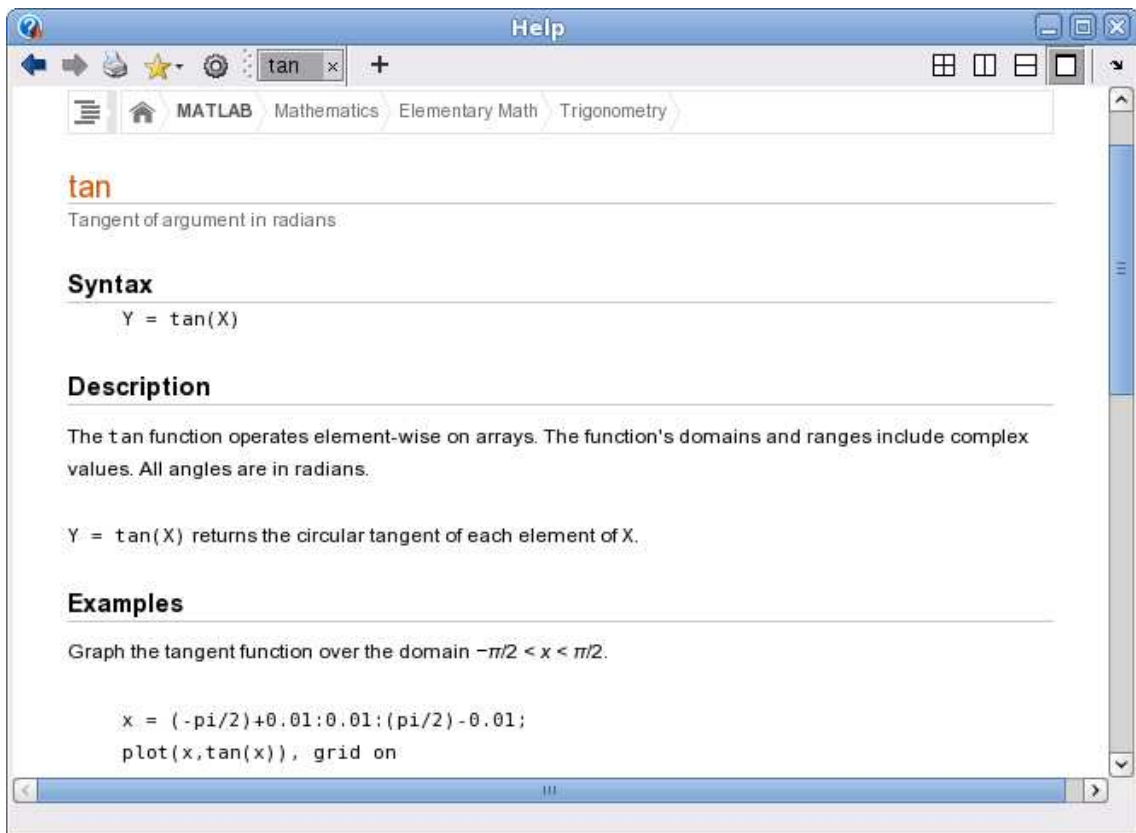 Help
tan
MATLAB Mathematics Elementary Math Trigonometry
tan
Tangent of argument in radians
Syntax
Y = tan(X)
Description
The tan function operates element-wise on arrays. The function's domains and ranges include complex
values. All angles are in radians.
Y = tan(X) returns the circular tangent of each element of X.
Examples
Graph the tangent function over the domain −π/2 < x < π/2.
x = (-pi/2)+0.01:0.01:(pi/2)-0.01;
plot(x,tan(x)), grid on